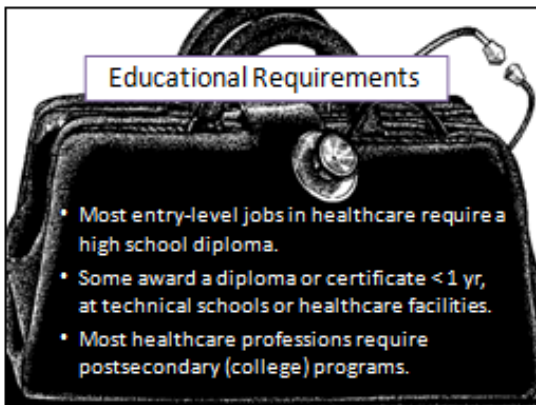 Educational Requirements
• Most entry-level jobs in healthcare require a
high school diploma.
• Some award a diploma or certificate < 1 yr,
at technical schools or healthcare facilities.
• Most healthcare professions require
postsecondary (college) programs.